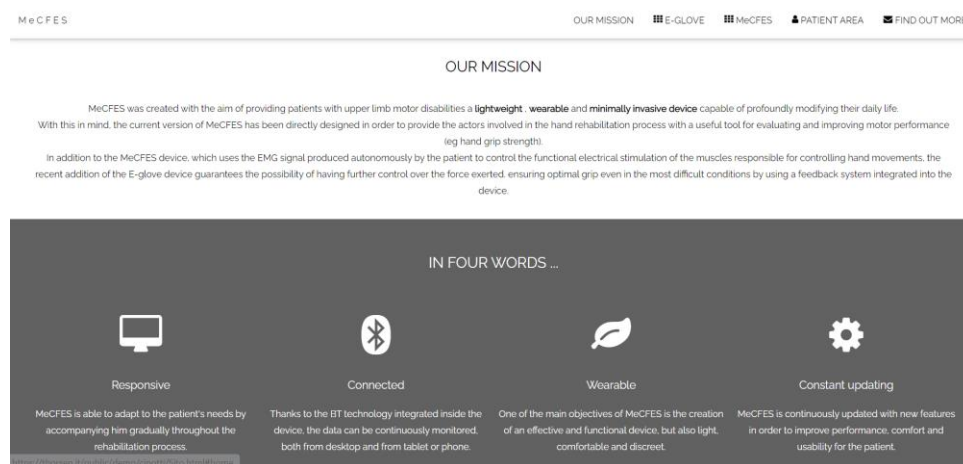 MeCFES
OUR MISSION E-GLOVE MeCFES PATIENT AREA FIND OUT MORE
OUR MISSION
MeCFES was created with the aim of providing patients with upper limb motor disabilities a lightweight , wearable and minimally invasive device capable of profoundly modifying their daily life.
With this in mind, the current version of MeCFES has been directly designed in order to provide the actors involved in the hand rehabilitation process with a useful tool for evaluating and improving motor performance
(eg hand grip strength).
In addition to the MeCFES device, which uses the EMG signal produced autonomously by the patient to control the functional electrical stimulation of the muscles responsible for controlling hand movements, the
recent addition of the E-glove device guarantees the possibility of having further control over the force exerted, ensuring optimal grip even in the most difficult conditions by using a feedback system integrated into the
device.
IN FOUR WORDS ...
Responsive
MeCFES is able to adapt to the patient's needs by
accompanying him gradually throughout the
rehabilitation process.
Connected
Thanks to the BT technology integrated inside the
device, the data can be continuously monitored,
both from desktop and from tablet or phone.
Wearable
One of the main objectives of MeCFES is the creation
of an effective and functional device, but also light,
comfortable and discreet.
Constant updating
MeCFES is continuously updated with new features
in order to improve performance, comfort and
usability for the patient.